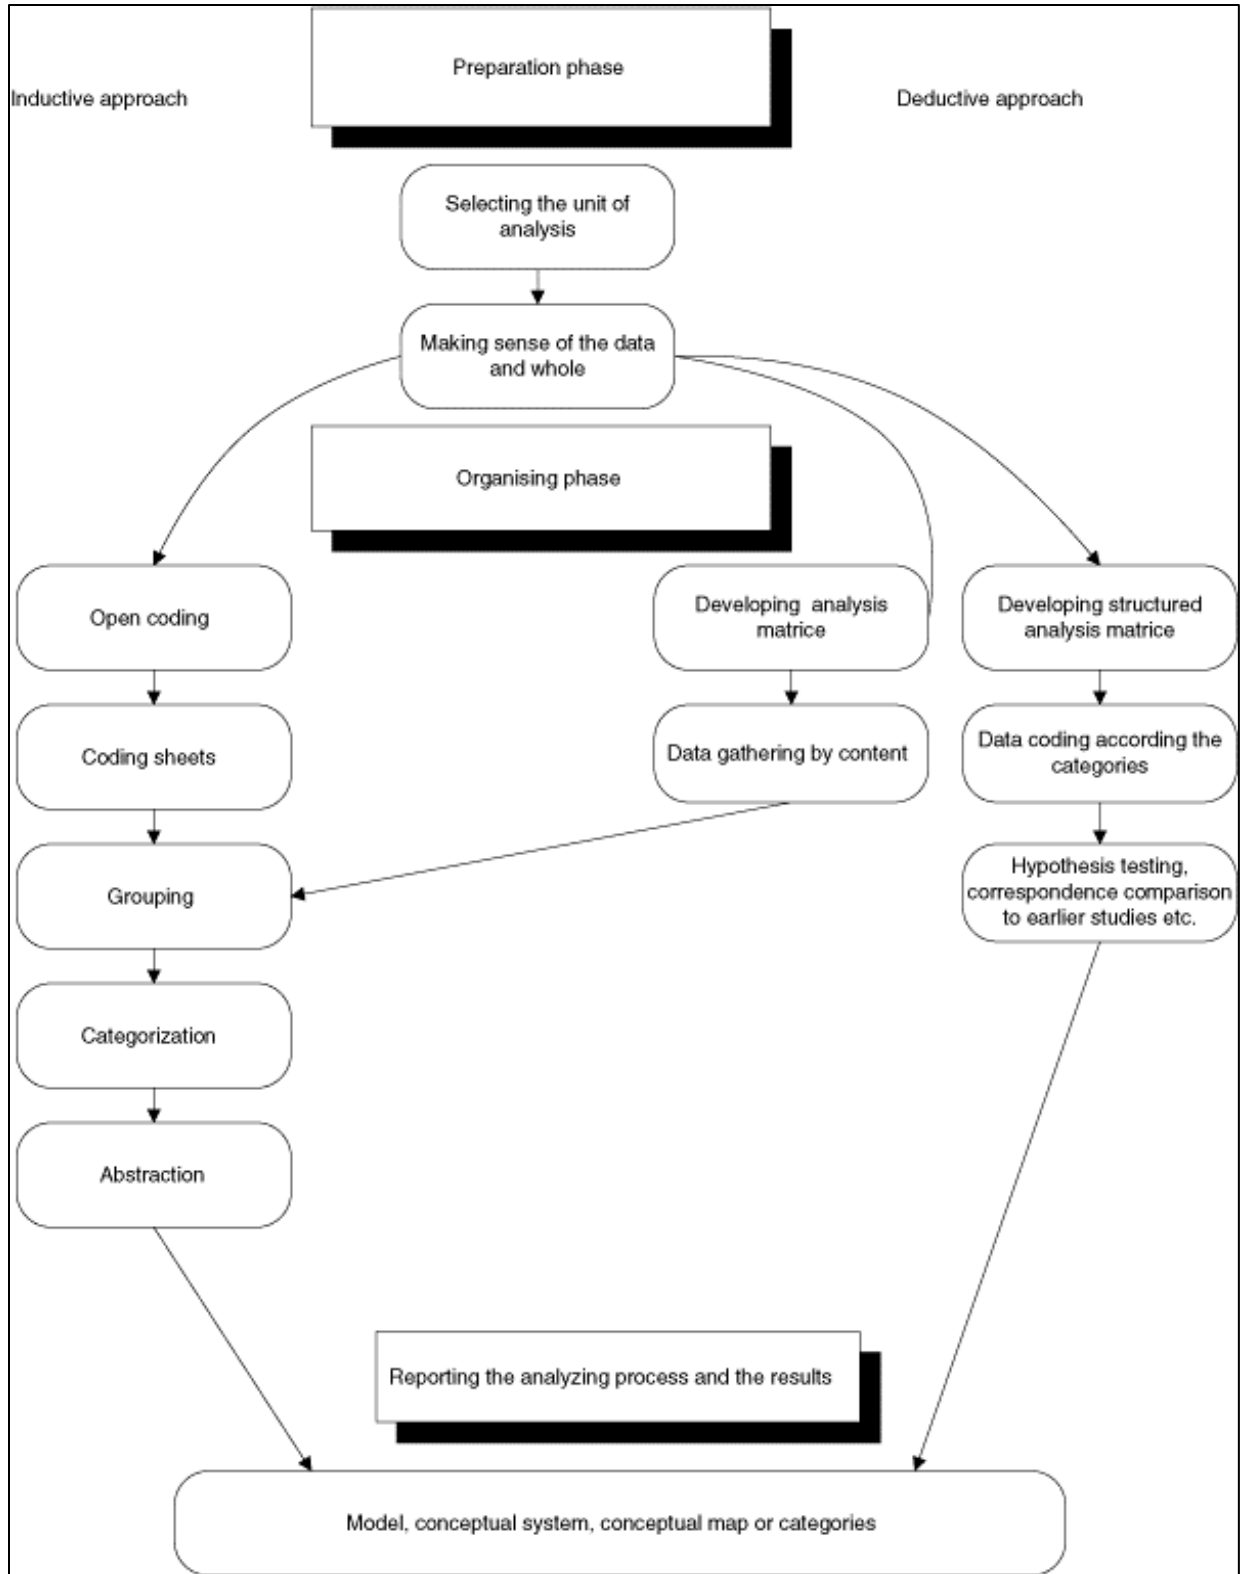 Preparation phase
Inductive approach
Deductive approach
Selecting the unit of
analysis
Making sense of the data
and whole
Organising phase
Open coding
Developing analysis
matrice
Developing structured
analysis matrice
Coding sheets
Data gathering by content
Data coding according the
categories
Grouping
Hypothesis testing,
correspondence comparison
to earlier studies etc.
Categorization
Abstraction
Reporting the analyzing process and the results
Model, conceptual system, conceptual map or categories